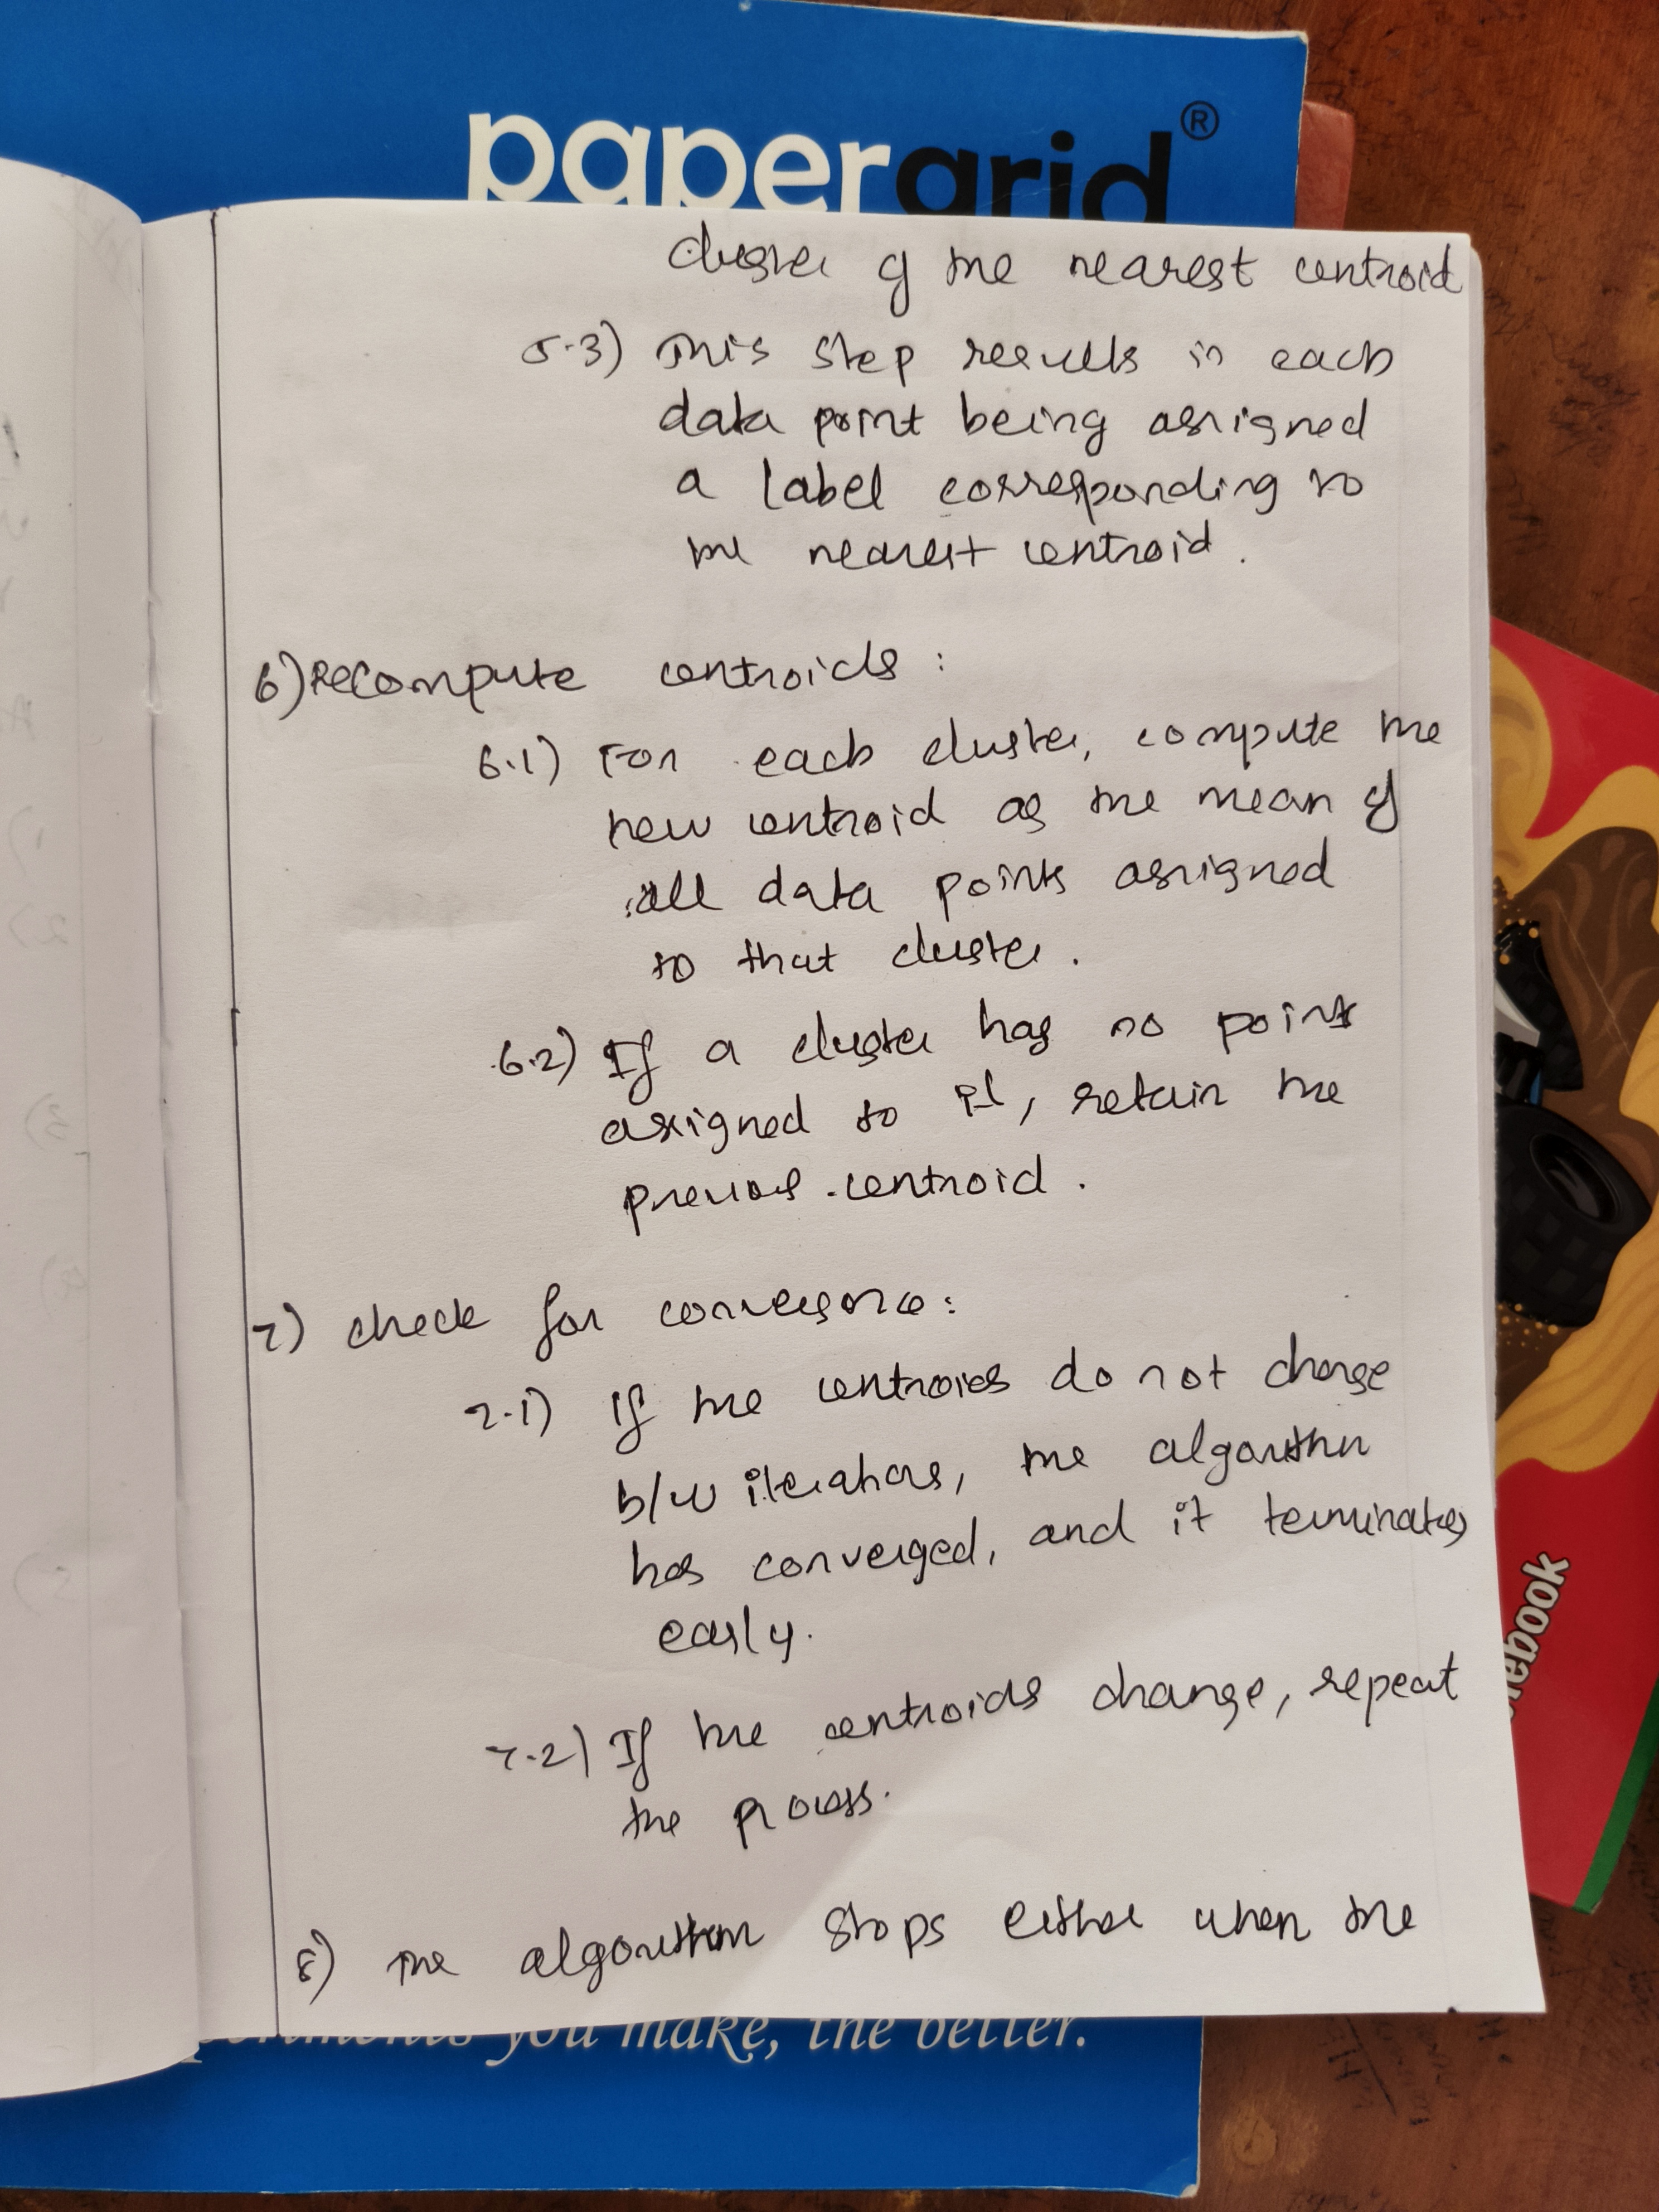 papergrid®
cluster of the nearest centroid
5.3) This step results in each
data point being assigned
a label corresponding to
the nearest centroid.
6) Recompute centroids:
6.1) For each cluster, compute the
new centroid as the mean of
all data points assigned
to that cluster.
6.2) If a cluster has no points
assigned to it, retain the
previous centroid.
7) check for convergence:
7.1) If the centroids do not change
b/w iterations, the algorithm
has converged, and it terminates
early.
7.2) If the centroids change, repeat
the process.
8) The algorithm stops either when the
you make, the better.
ebook